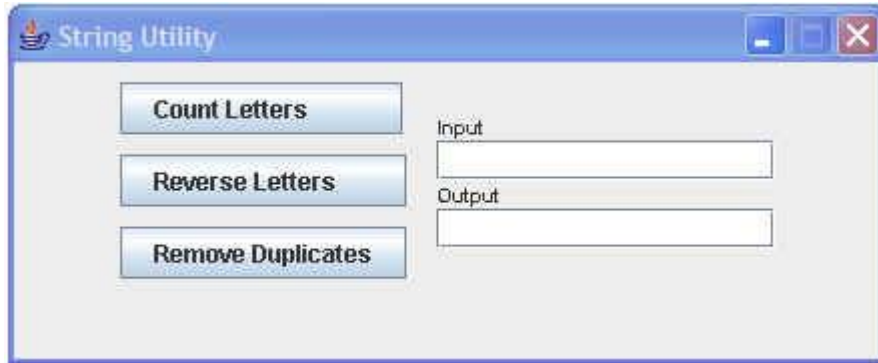 String Utility
Count Letters
Reverse Letters
Remove Duplicates
Input
Output